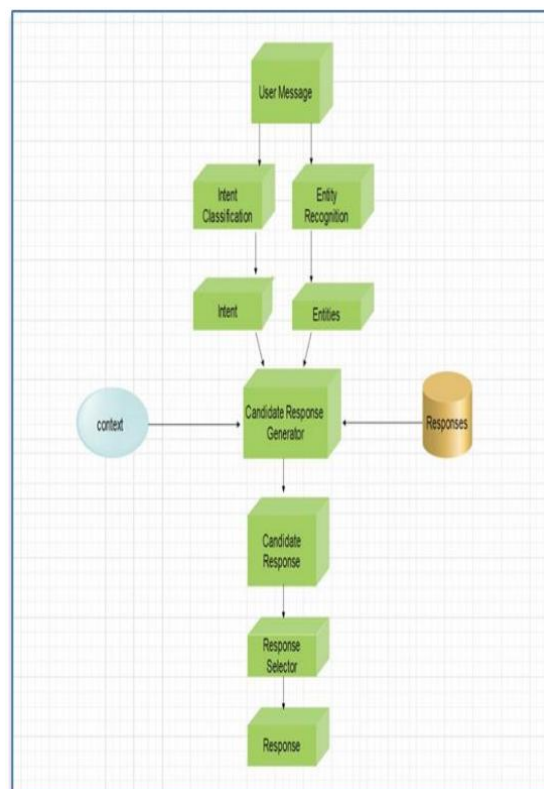 User Message
Intent
Classification
Entity
Recognition
Intent
Entities
context
Candidate Response
Generator
Responses
Candidate
Response
Response
Selector
Response